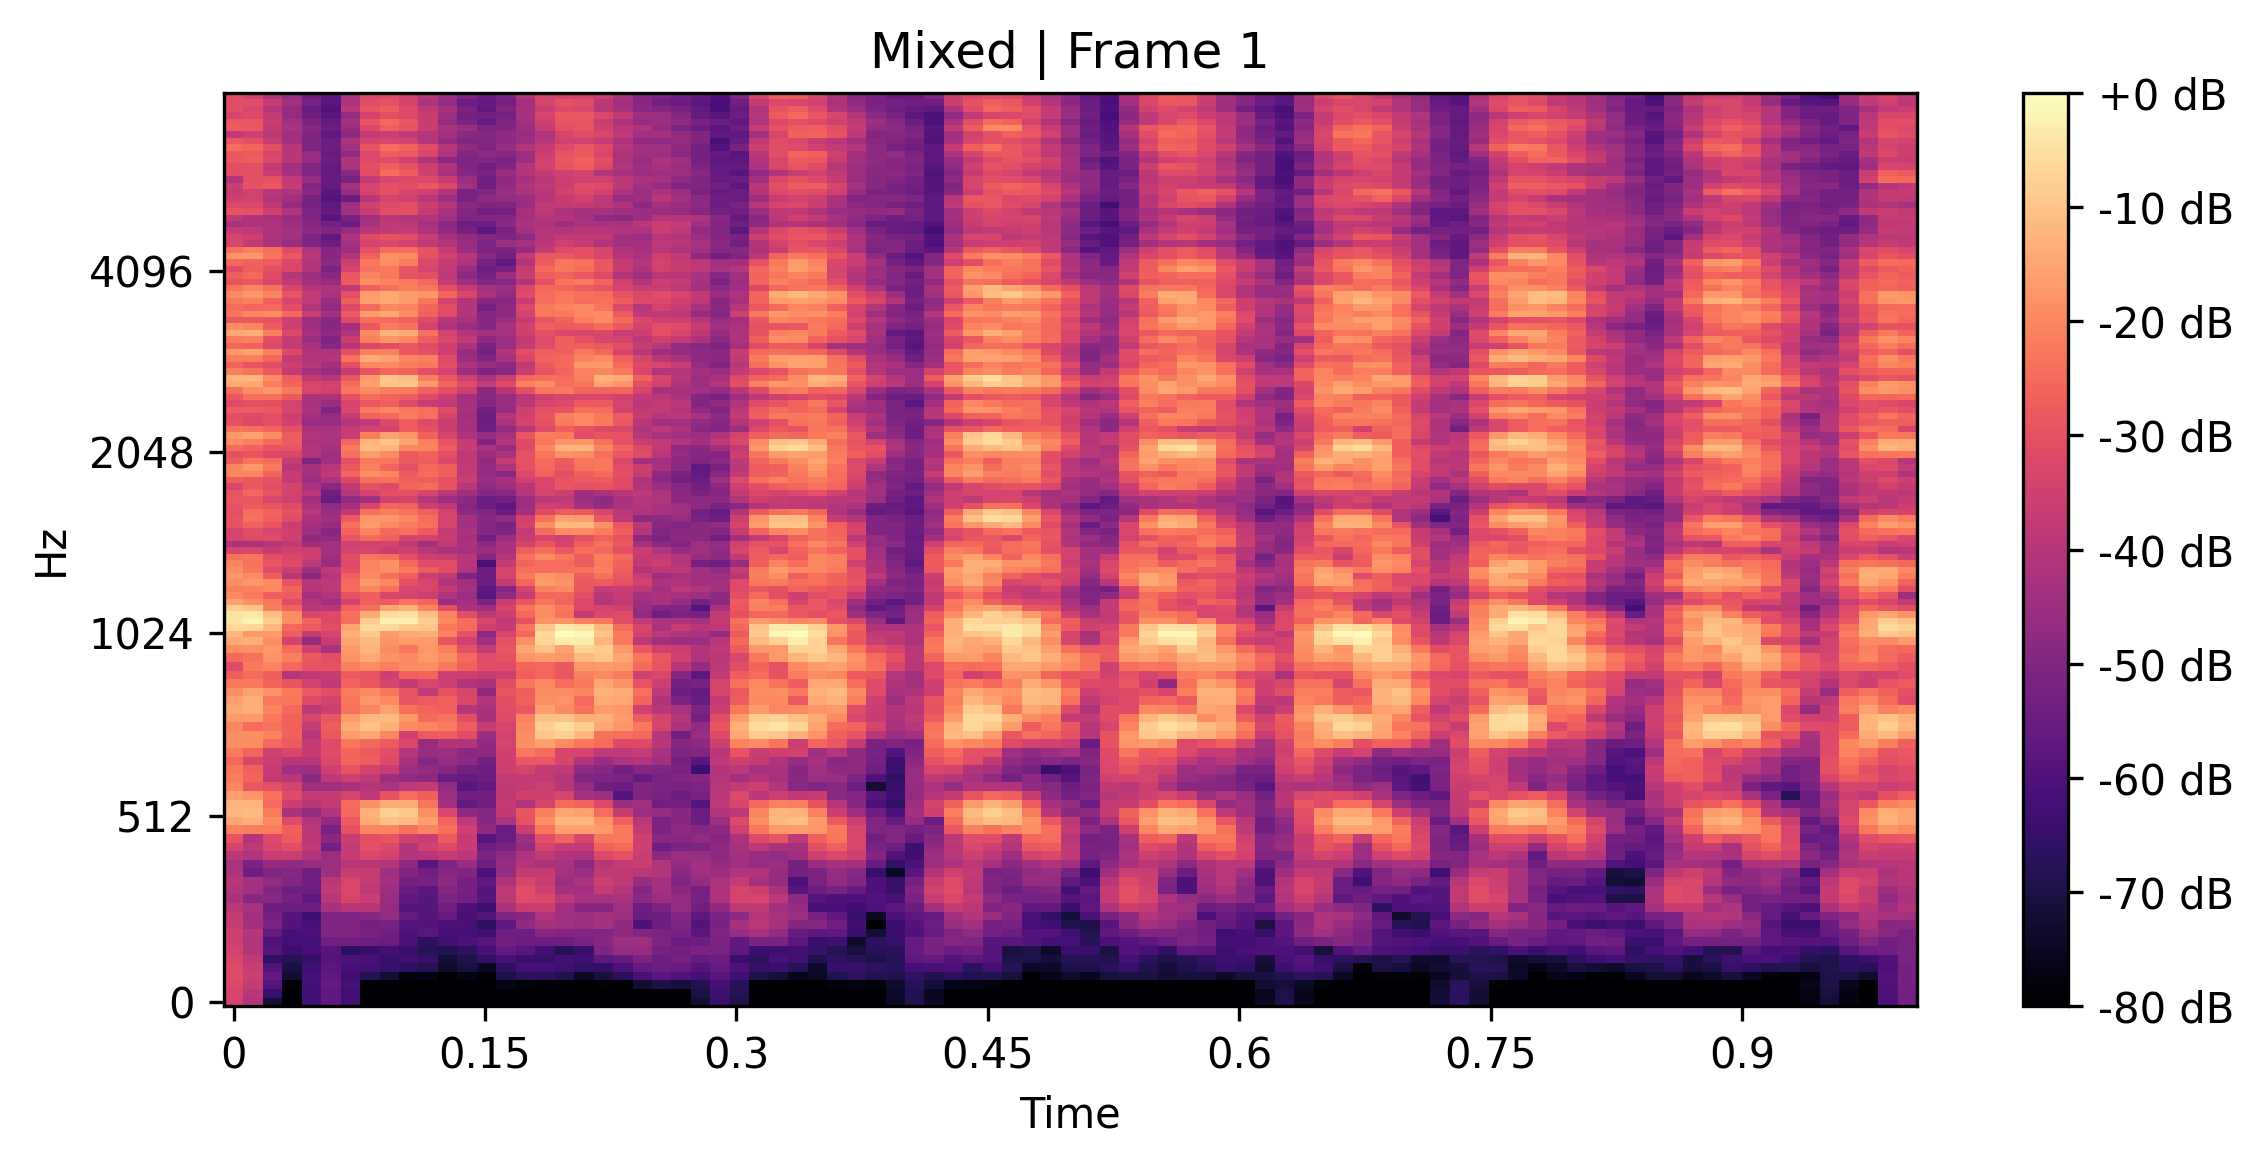 Mixed | Frame 1
+0 dB
-10 dB
-20 dB
-30 dB
-40 dB
-50 dB
-60 dB
-70 dB
-80 dB
Hz
4096
2048
1024
512
0
0 0.15 0.3 0.45 0.6 0.75 0.9
Time